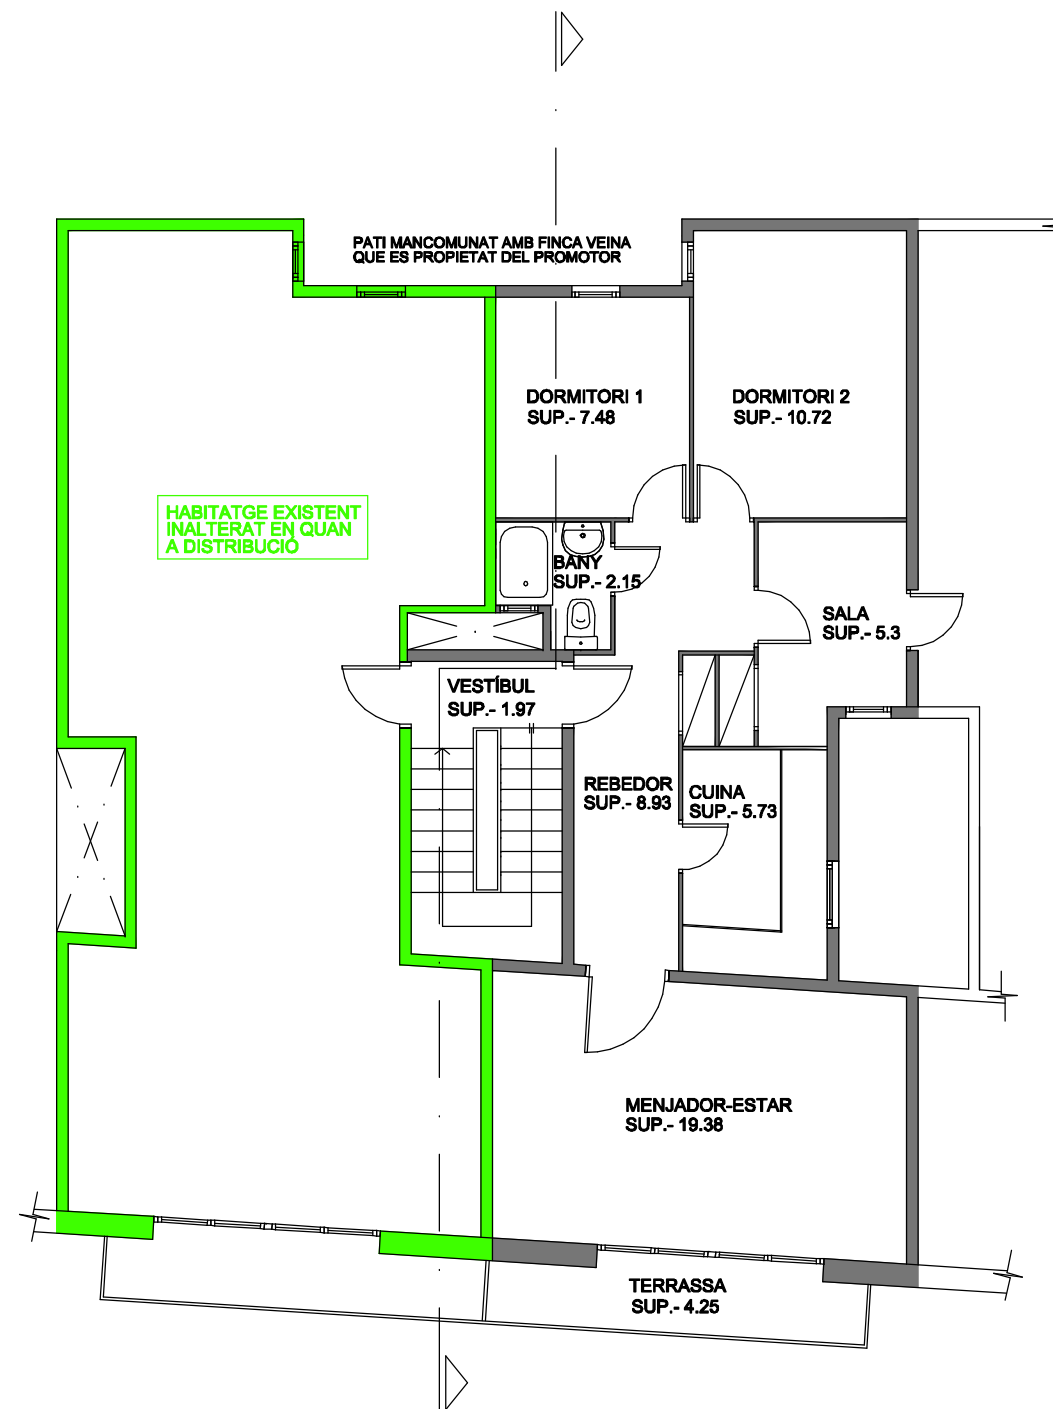 PATI MANCOMUNAT AMB FINCA VEINA
QUE ES PROPIETAT DEL PROMOTOR
DORMITORI 1
SUP.- 7.48
DORMITORI 2
SUP.- 10.72
HABITATGE EXISTENT
INALTERAT EN QUAN
A DISTRIBUCIÓ
BANY
SUP.- 2.15
SALA
SUP.- 5.3
VESTÍBUL
SUP.- 1.97
REBEDOR
SUP.- 8.93
CUINA
SUP.- 5.73
MENJADOR-ESTAR
SUP.- 19.38
TERRASSA
SUP.- 4.25